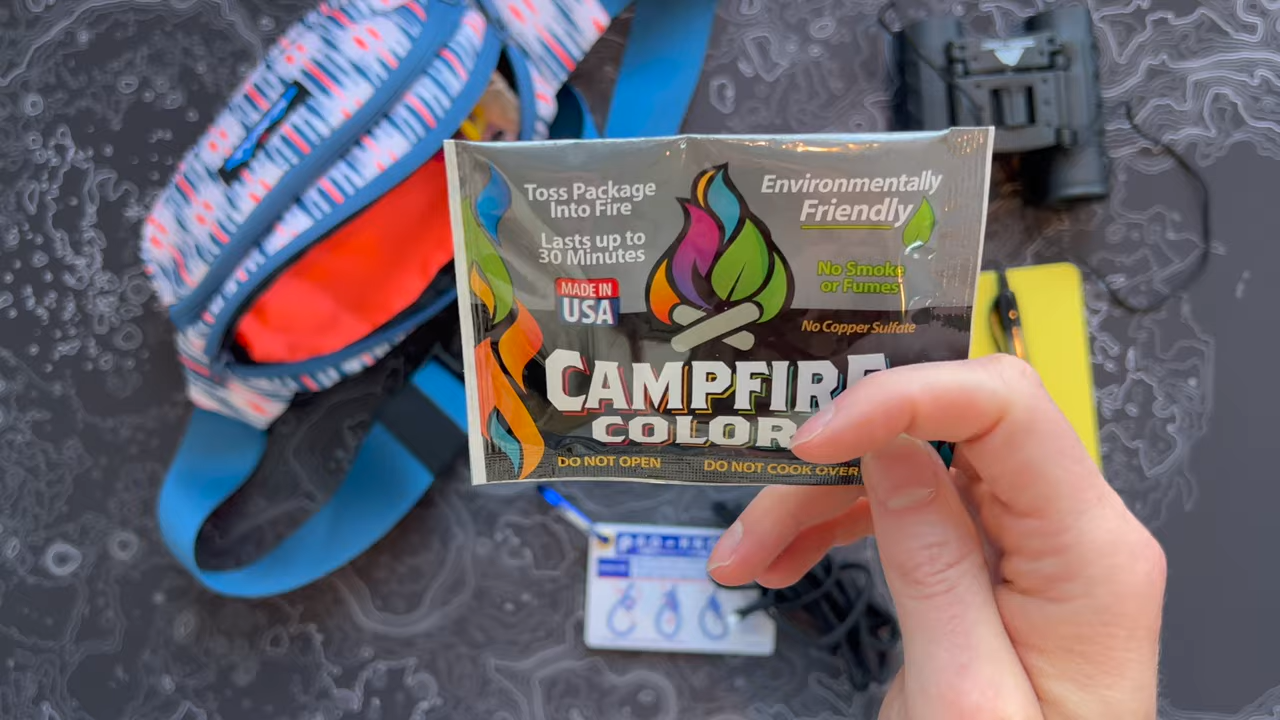 Toss Package
Into Fire
Lasts up to
30 Minutes
MADE IN
USA
Environmentally
Friendly
No Smoke
or Fumes
No Copper Sulfate
CAMPFIRE
COLOR
DO NOT OPEN
DO NOT COOK OVER